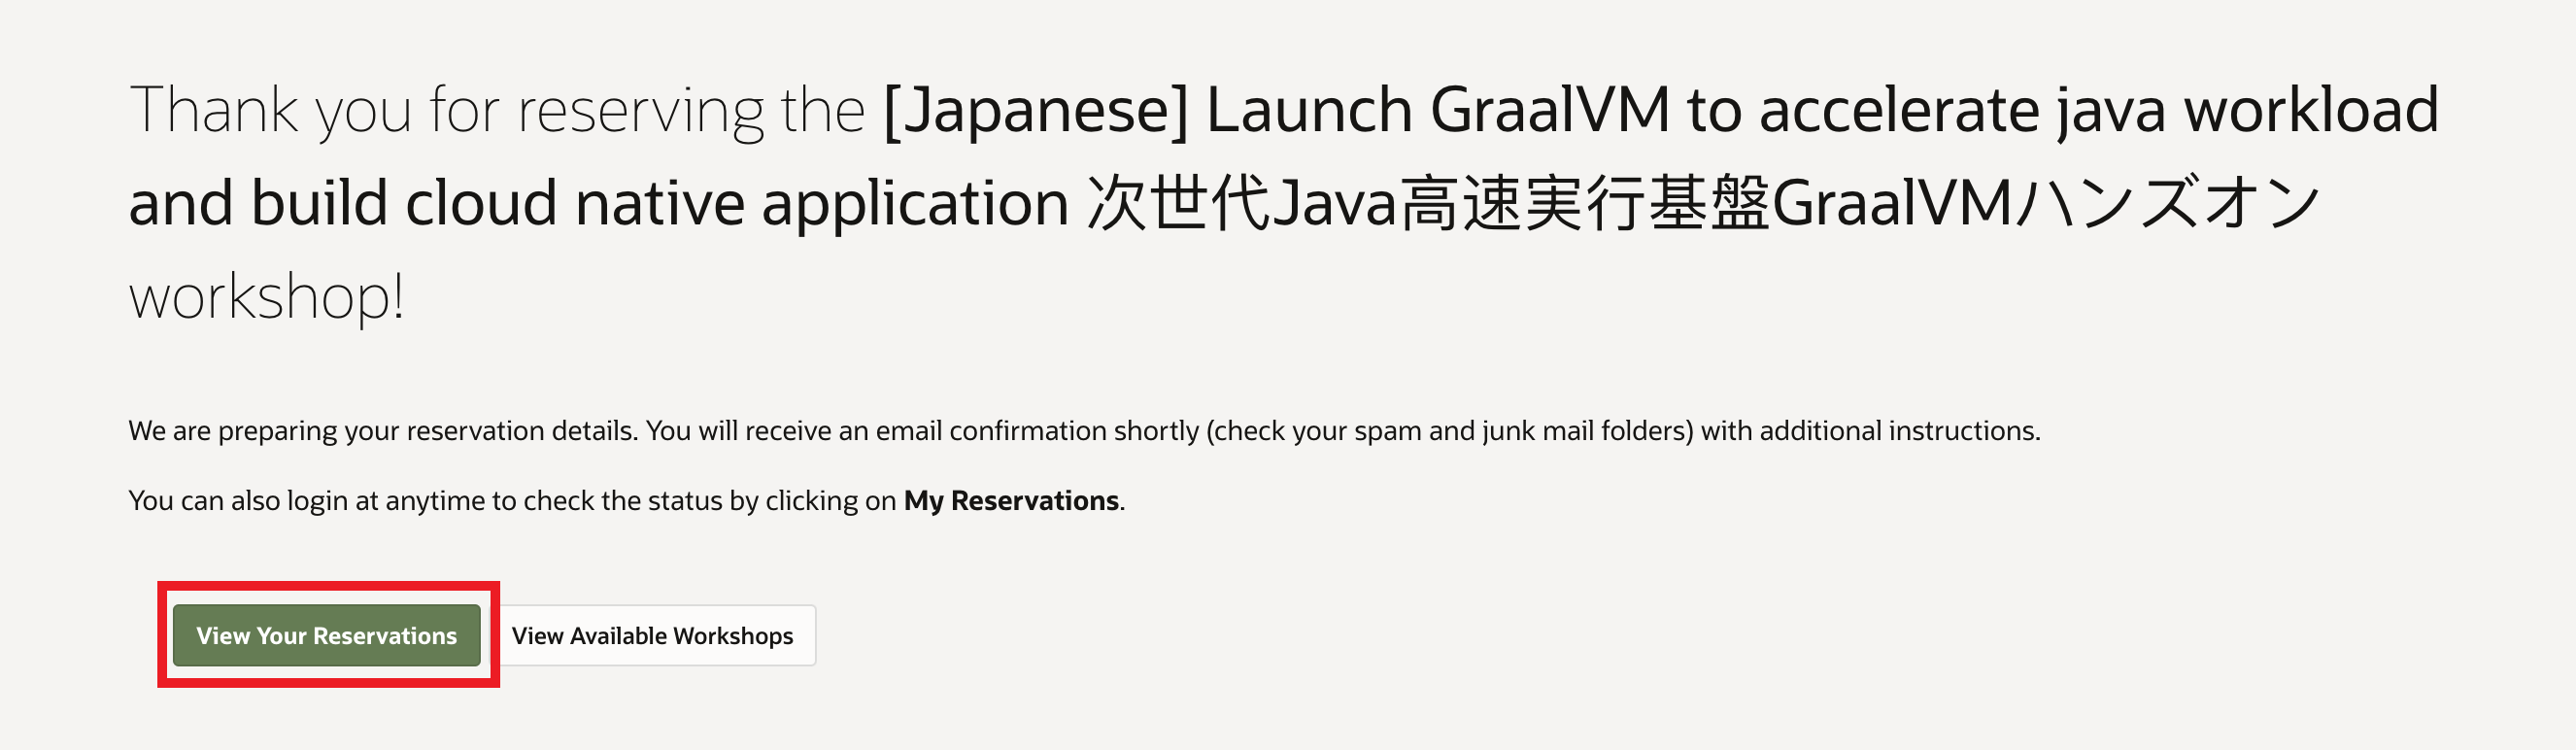 Thank you for reserving the [Japanese] Launch GraalVM to accelerate java workload
and build cloud native application 次世代Java高速実行基盤GraalVMハンズオン
workshop!
We are preparing your reservation details. You will receive an email confirmation shortly (check your spam and junk mail folders) with additional instructions.
You can also login at anytime to check the status by clicking on My Reservations.
View Your Reservations View Available Workshops